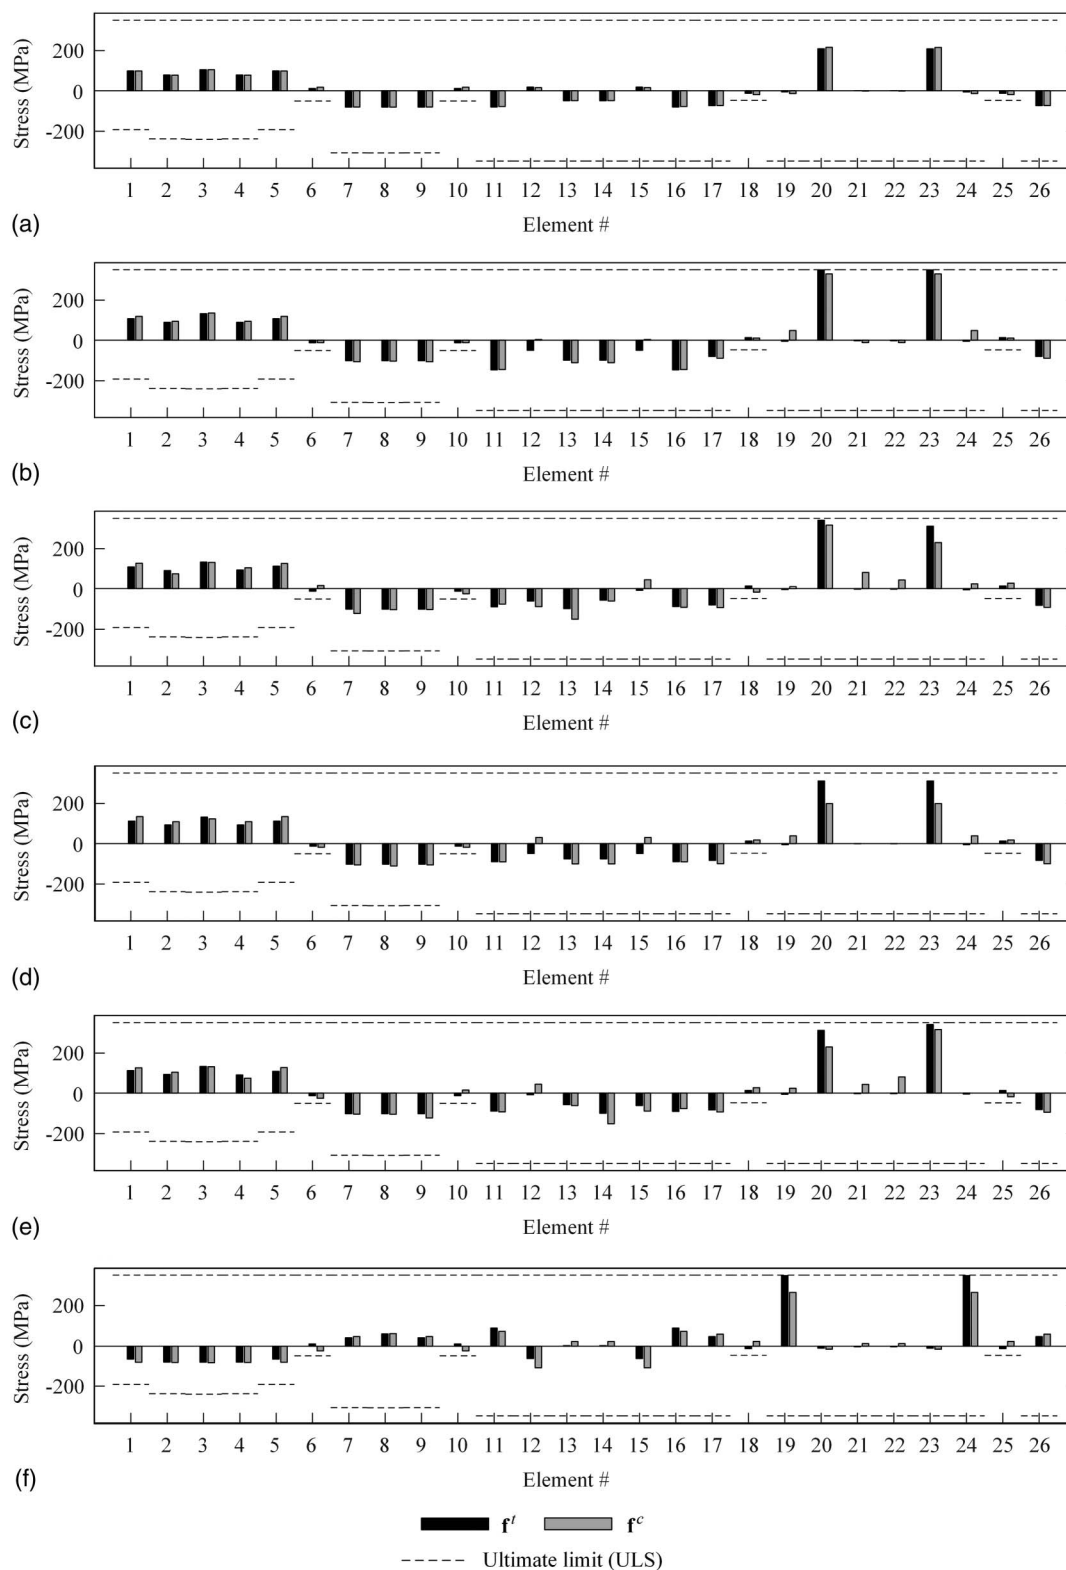 200
-200
Stress (MPa)
1 2 3 4 5 6 7 8 9 10 11 12 13 14 15 16 17 18 19 20 21 22 23 24 25 26
(a)
Element #
200
-200
Stress (MPa)
1 2 3 4 5 6 7 8 9 10 11 12 13 14 15 16 17 18 19 20 21 22 23 24 25 26
(b)
Element #
200
-200
Stress (MPa)
1 2 3 4 5 6 7 8 9 10 11 12 13 14 15 16 17 18 19 20 21 22 23 24 25 26
(c)
Element #
200
-200
Stress (MPa)
1 2 3 4 5 6 7 8 9 10 11 12 13 14 15 16 17 18 19 20 21 22 23 24 25 26
(d)
Element #
200
-200
Stress (MPa)
1 2 3 4 5 6 7 8 9 10 11 12 13 14 15 16 17 18 19 20 21 22 23 24 25 26
(e)
Element #
200
-200
Stress (MPa)
1 2 3 4 5 6 7 8 9 10 11 12 13 14 15 16 17 18 19 20 21 22 23 24 25 26
(f)
Element #
f^t f^c
Ultimate limit (ULS)